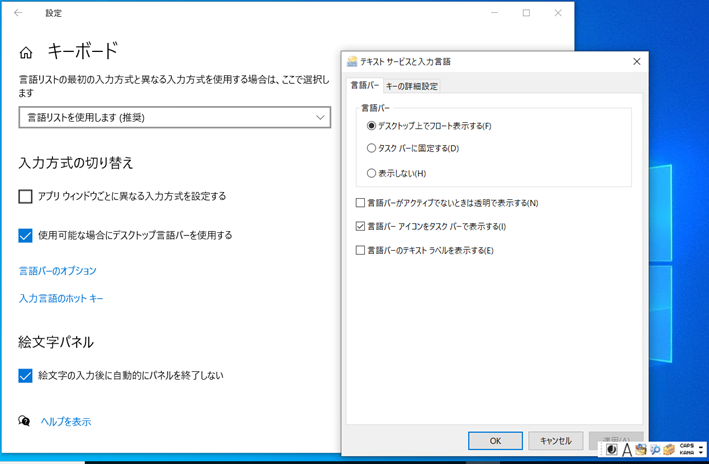 設定
キーボード
言語リストの最初の入力方式と異なる入力方式を使用する場合は、ここで選択し
ます
言語リストを使用します (推奨)
入力方式の切り替え
アプリ ウィンドウごとに異なる入力方式を設定する
使用可能な場合にデスクトップ言語バーを使用する
言語バーのオプション
入力言語のホット キー
絵文字パネル
絵文字の入力後に自動的にパネルを終了しない
ヘルプを表示
テキスト サービスと入力言語
言語バー
キーの詳細設定
言語バー
デスクトップ上でフロート表示する(F)
タスク バーに固定する(D)
表示しない(H)
言語バーがアクティブでないときは透明で表示する(N)
言語バー アイコンをタスク バーで表示する(I)
言語バーのテキスト ラベルを表示する(E)
OK
キャンセル
適用(A)
A
CAPS
KANA